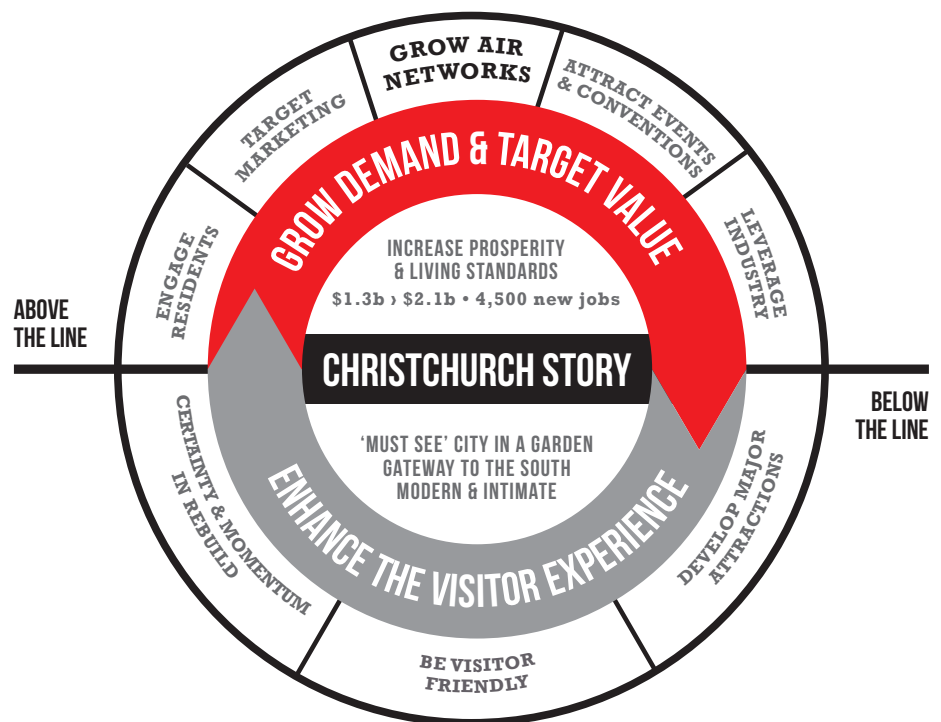 GROW AIR
NETWORKS
ATTRACT EVENTS
& CONVENTIONS
TARGET
MARKETING
GROW DEMAND & TARGET VALUE
ENGAGE
RESIDENTS
LEVERAGE
INDUSTRY
INCREASE PROSPERITY
& LIVING STANDARDS
$1.3b › $2.1b • 4,500 new jobs
ABOVE
THE LINE
CHRISTCHURCH STORY
BELOW
THE LINE
‘MUST SEE’ CITY IN A GARDEN
GATEWAY TO THE SOUTH
MODERN & INTIMATE
CERTAINTY & MOMENTUM
IN REBUILD
ENHANCE THE VISITOR EXPERIENCE
DEVELOP MAJOR
ATTRACTIONS
BE VISITOR
FRIENDLY